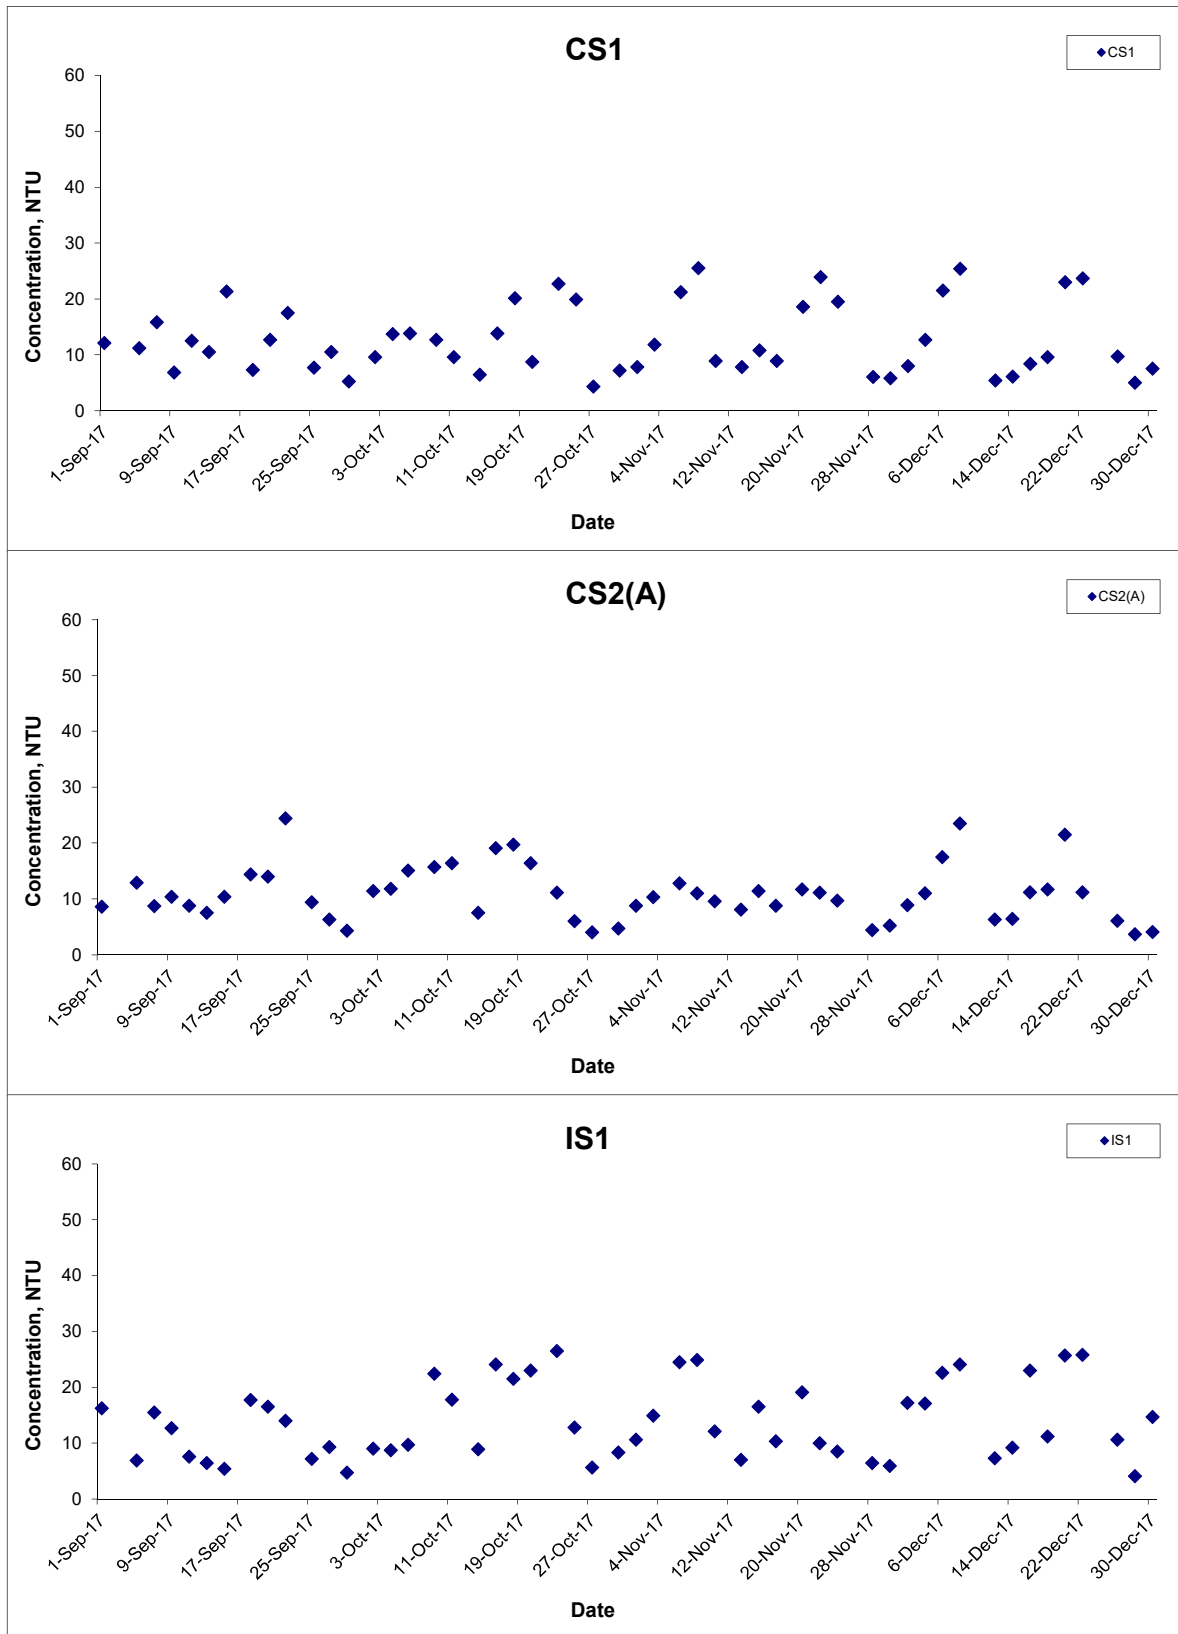 CS1
CS1
60
50
40
30
20
10
0
Concentration, NTU
1-Sep-17
9-Sep-17
17-Sep-17
25-Sep-17
3-Oct-17
11-Oct-17
19-Oct-17
27-Oct-17
4-Nov-17
12-Nov-17
20-Nov-17
28-Nov-17
6-Dec-17
14-Dec-17
22-Dec-17
30-Dec-17
Date
CS2(A)
CS2(A)
60
50
40
30
20
10
0
Concentration, NTU
1-Sep-17
9-Sep-17
17-Sep-17
25-Sep-17
3-Oct-17
11-Oct-17
19-Oct-17
27-Oct-17
4-Nov-17
12-Nov-17
20-Nov-17
28-Nov-17
6-Dec-17
14-Dec-17
22-Dec-17
30-Dec-17
Date
IS1
IS1
60
50
40
30
20
10
0
Concentration, NTU
1-Sep-17
9-Sep-17
17-Sep-17
25-Sep-17
3-Oct-17
11-Oct-17
19-Oct-17
27-Oct-17
4-Nov-17
12-Nov-17
20-Nov-17
28-Nov-17
6-Dec-17
14-Dec-17
22-Dec-17
30-Dec-17
Date